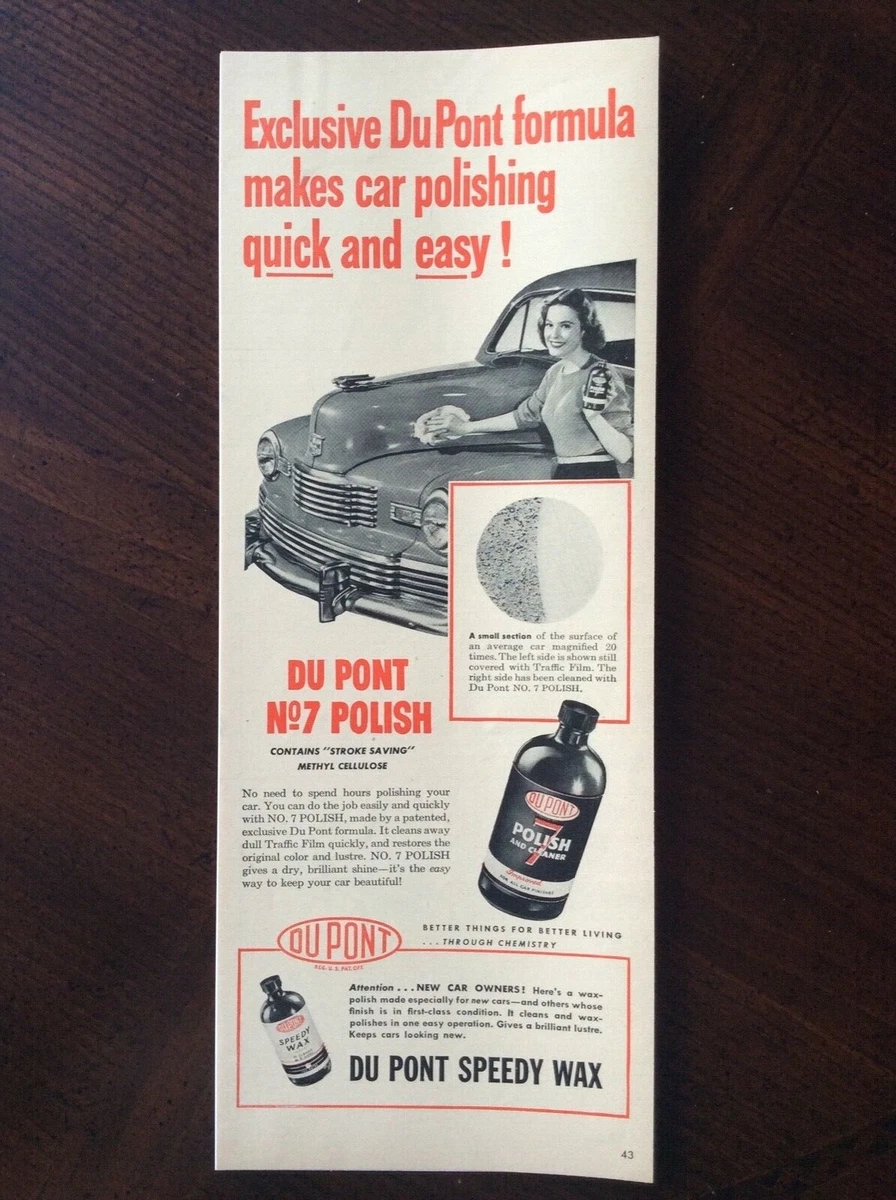 Exclusive Du Pont formula
makes car polishing
quick and easy !
A small section of the surface of
an average car magnified 20
times. The left side is shown still
covered with Traffic Film. The
right side has been cleaned with
Du Pont NO. 7 POLISH.
DU PONT
Nº7 POLISH
CONTAINS "STROKE SAVING"
METHYL CELLULOSE
No need to spend hours polishing your
car. You can do the job easily and quickly
with NO. 7 POLISH, made by a patented,
exclusive Du Pont formula. It cleans away
dull Traffic Film quickly, and restores the
original color and lustre. NO. 7 POLISH
gives a dry, brilliant shine—it's the easy
way to keep your car beautiful!
DU PONT
7
POLISH
AND CLEANER
Improved
FOR ALL CAR FINISHES
BETTER THINGS FOR BETTER LIVING
. . . THROUGH CHEMISTRY
DU PONT
REG. U. S. PAT. OFF.
Attention . . . NEW CAR OWNERS! Here's a wax-
polish made especially for new cars—and others whose
finish is in first-class condition. It cleans and wax-
polishes in one easy operation. Gives a brilliant lustre.
Keeps cars looking new.
DU PONT
SPEEDY
WAX
DU PONT SPEEDY WAX
43